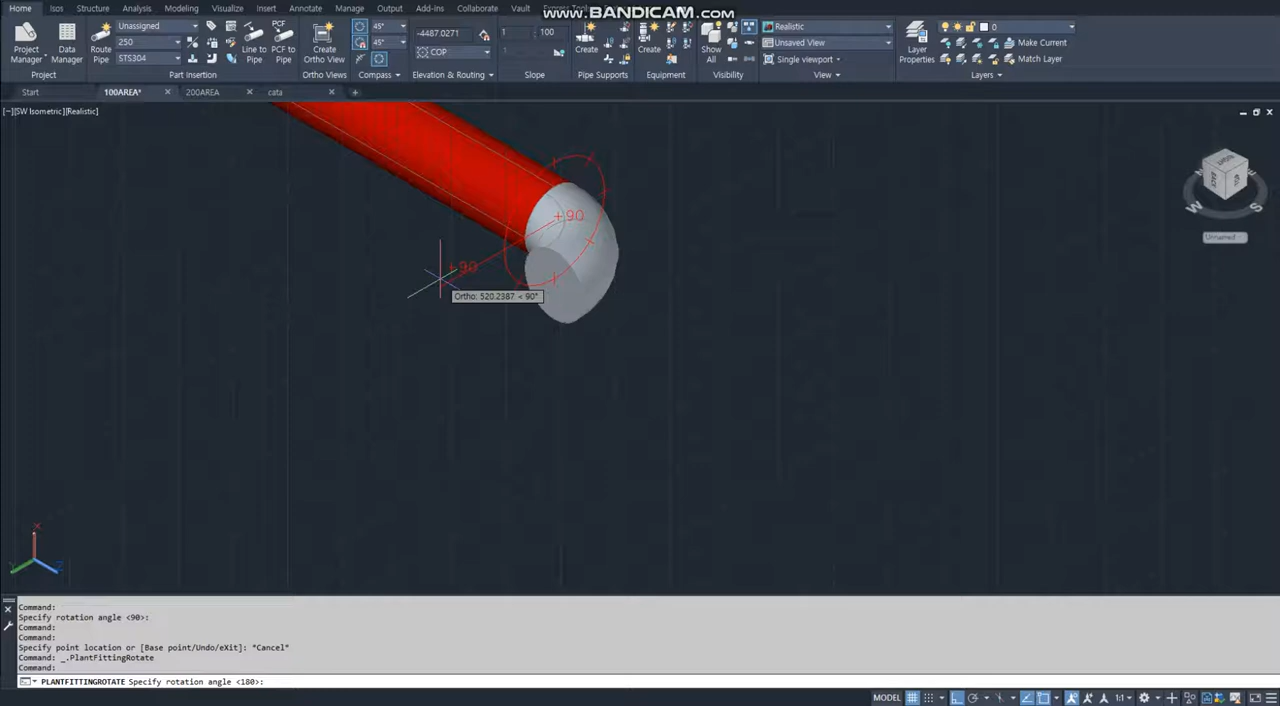 Home Isos Structure Analysis Modeling Visualize Insert Annotate Manage Output Add-ins Collaborate Vault
www.BANDICAM.com
Project Manager Data Manager Project
Route Pipe Unassigned 250 STS304 Line to Pipe PCF to Pipe Part Insertion
Create Ortho View Ortho Views
45° 45° Compass
-4487.0271 COP Elevation & Routing
1 100 Slope
Create Pipe Supports
Create Equipment
Show All Visibility
Realistic Unsaved View Single viewport View
Layer Properties 0 Make Current Match Layer Layers
Start 100AREA* 200AREA cata
[−][SW Isometric][Realistic]
Unnamed
W S
+90
+90
Ortho: 520.2387 < 90°
X
Z
Command:
Specify rotation angle <90>:
Command:
Command:
Specify point location or [Base point/Undo/eXit]: *Cancel*
Command: _.PlantFittingRotate
Command:
PLANTFITTINGROTATE Specify rotation angle <180>:
MODEL 1:1